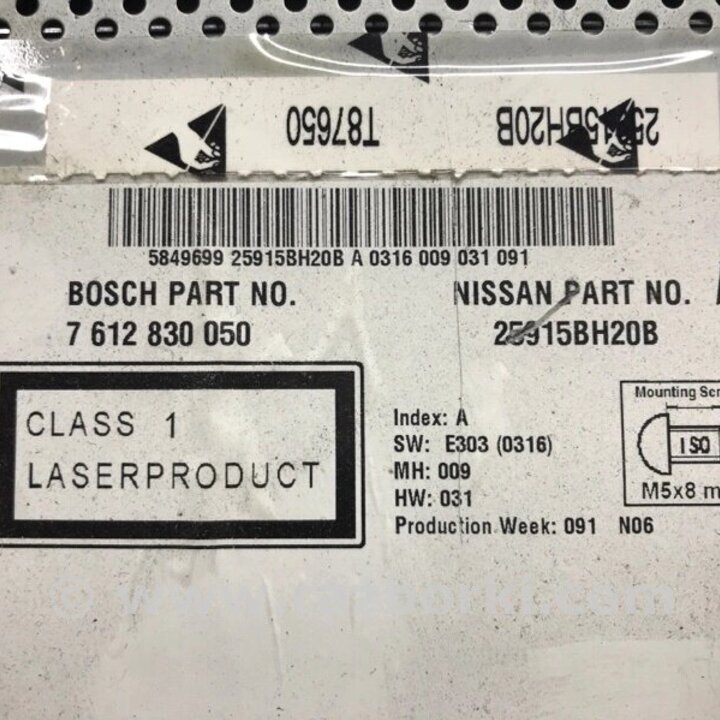 T87650
25915BH20B
5849699 25915BH20B A 0316 009 031 091
BOSCH PART NO.
7 612 830 050
NISSAN PART NO.
25915BH20B
CLASS 1
LASERPRODUCT
Index: A
SW: E303 (0316)
MH: 009
HW: 031
Production Week: 091 N06
Mounting Scr
ISO
M5x8 m